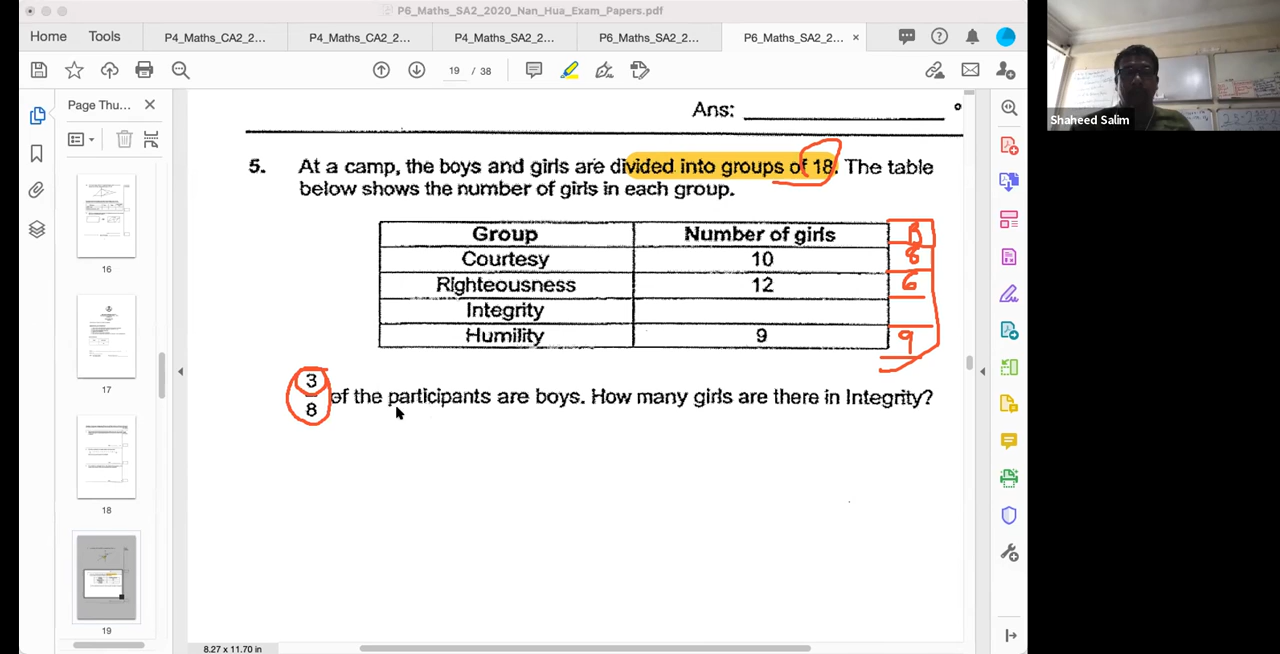 P6_Maths_SA2_2020_Nan_Hua_Exam_Papers.pdf
Home
Tools
P4_Maths_CA2_2...
P4_Maths_CA2_2...
P4_Maths_SA2_2...
P6_Maths_SA2_2...
P6_Maths_SA2_2...
19 / 38
Page Thu...
16
17
18
19
Ans:
5. At a camp, the boys and girls are divided into groups of 18. The table
below shows the number of girls in each group.
Group Number of girls B
Courtesy 10 8
Righteousness 12 6
Integrity
Humility 9 9
3
8
of the participants are boys. How many girls are there in Integrity?
8.27 x 11.70 in
Shaheed Salim